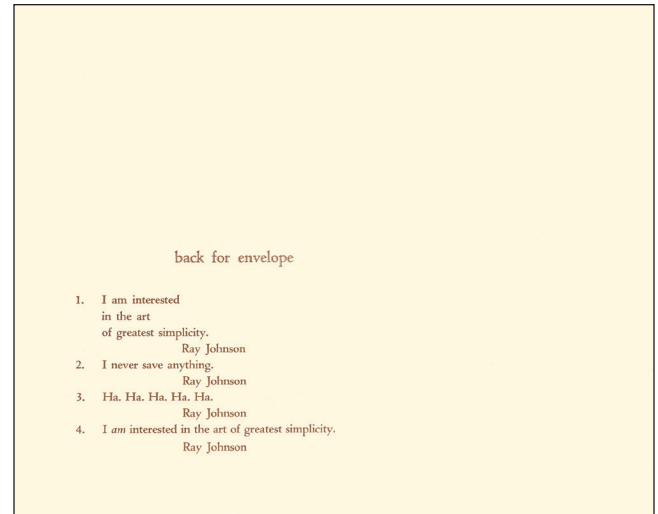 back for envelope
1. I am interested
in the art
of greatest simplicity.
Ray Johnson
2. I never save anything.
Ray Johnson
3. Ha. Ha. Ha. Ha. Ha.
Ray Johnson
4. I am interested in the art of greatest simplicity.
Ray Johnson